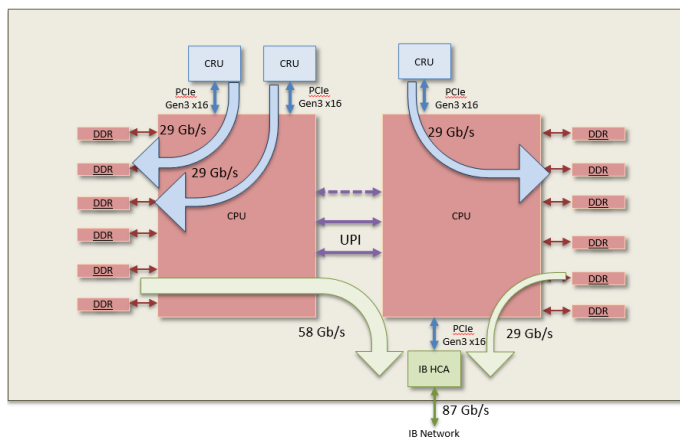 CRU
CRU
CRU
PCIe
Gen3 x16
PCIe
Gen3 x16
PCIe
Gen3 x16
29 Gb/s
29 Gb/s
29 Gb/s
DDR
DDR
DDR
DDR
DDR
DDR
CPU
UPI
CPU
DDR
DDR
DDR
DDR
DDR
DDR
58 Gb/s
PCIe
Gen3 x16
29 Gb/s
IB HCA
87 Gb/s
IB Network